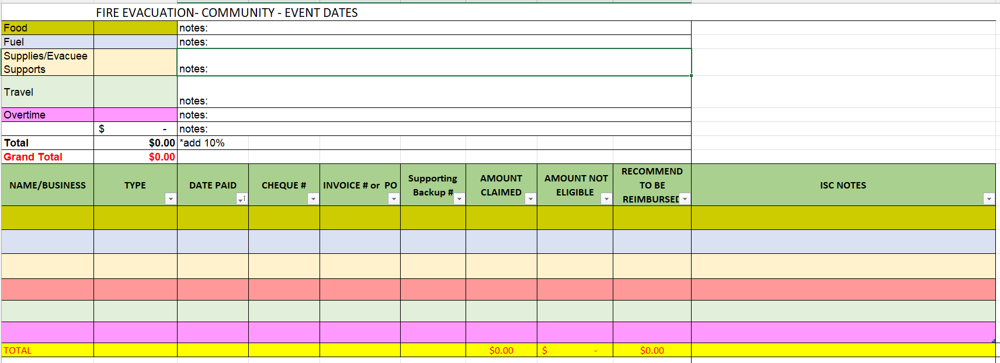 FIRE EVACUATION- COMMUNITY - EVENT DATES
Food notes:
Fuel notes:
Supplies/Evacuee
Supports notes:
Travel
notes:
Overtime notes:
$ - notes:
Total $0.00 *add 10%
Grand Total $0.00
NAME/BUSINESS
TYPE
DATE PAID
CHEQUE #
INVOICE # or PO
Supporting
Backup #
AMOUNT
CLAIMED
AMOUNT NOT
ELIGIBLE
RECOMMEND
TO BE
REIMBURSED
ISC NOTES
TOTAL $0.00 $ - $0.00